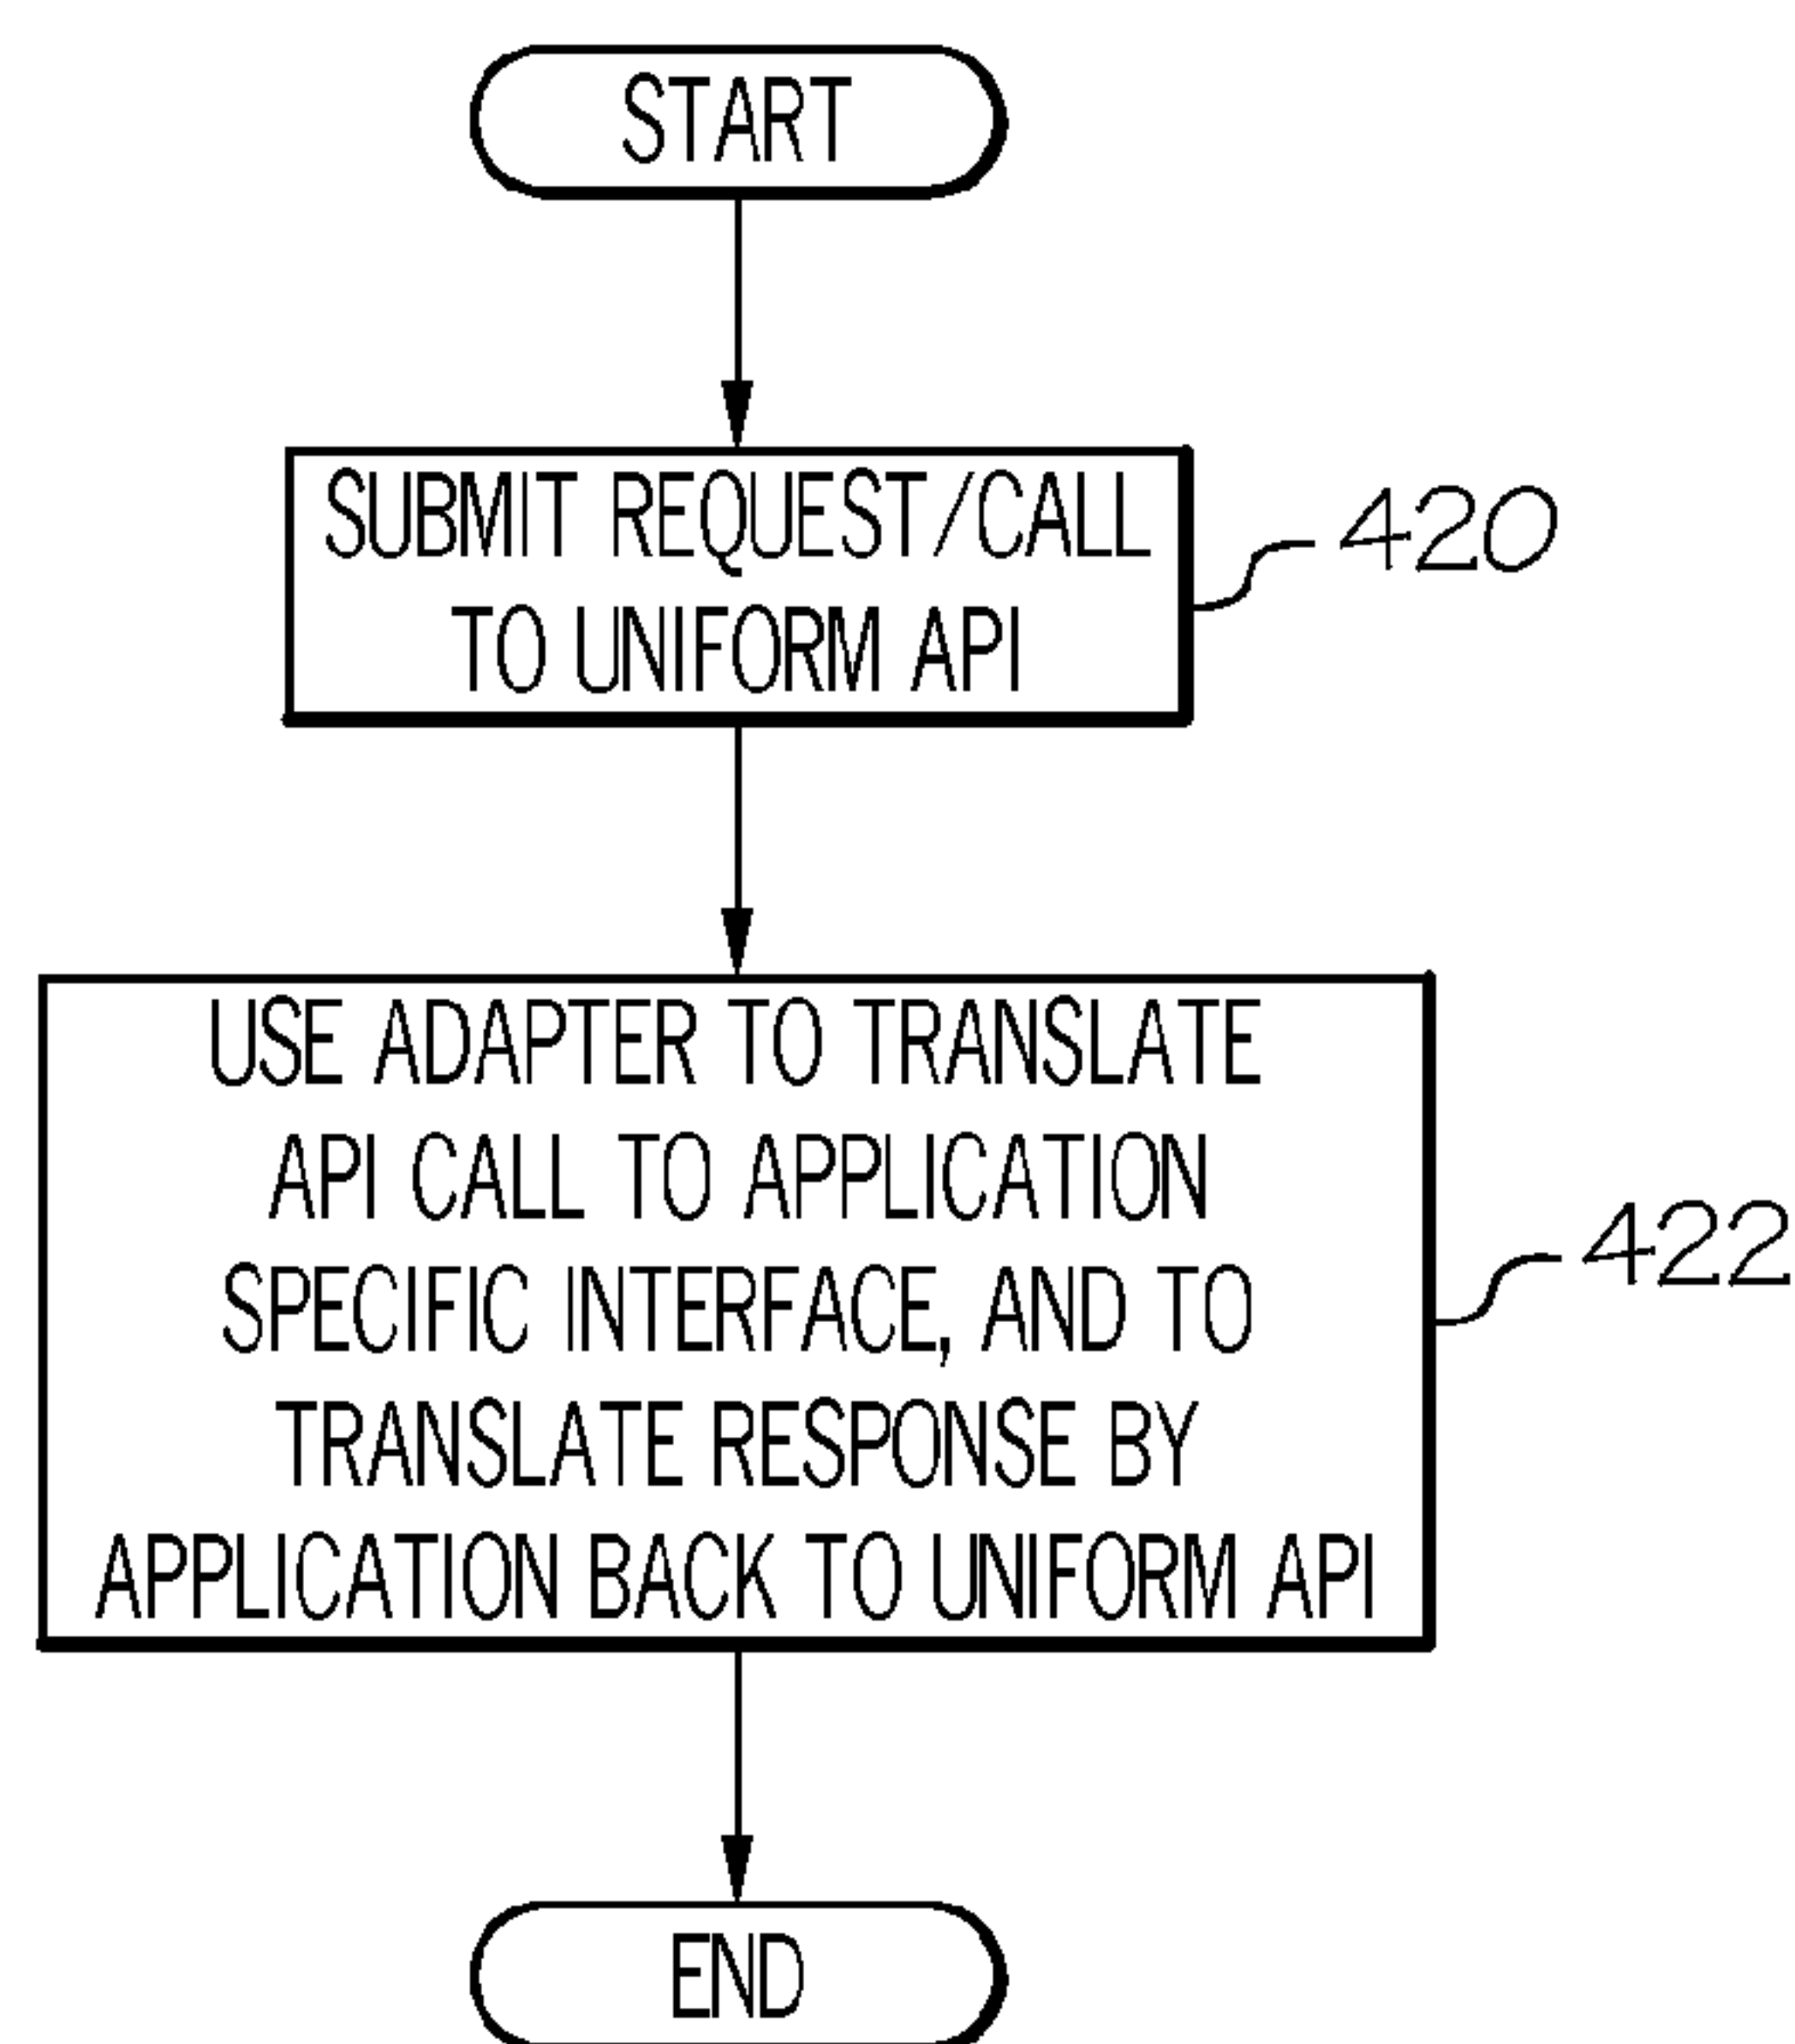 START
SUBMIT REQUEST/CALL
TO UNIFORM API
420
USE ADAPTER TO TRANSLATE
API CALL TO APPLICATION
SPECIFIC INTERFACE, AND TO
TRANSLATE RESPONSE BY
APPLICATION BACK TO UNIFORM API
422
END